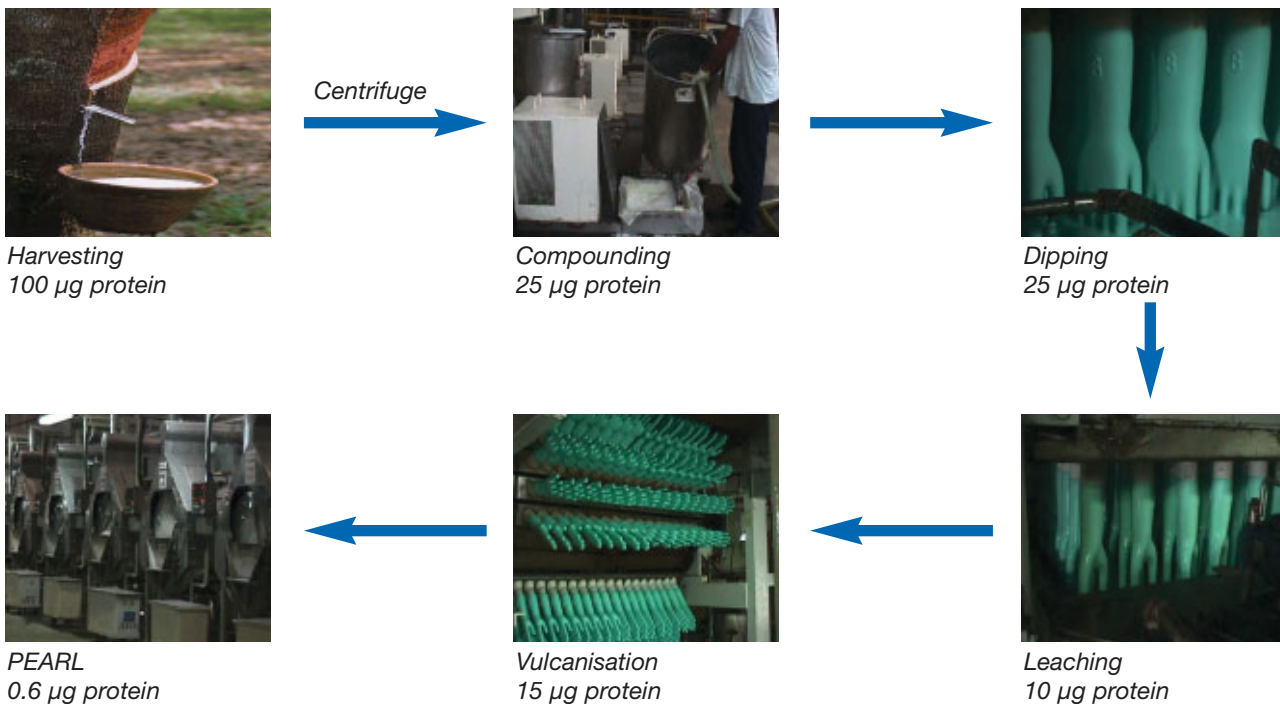 Centrifuge
Harvesting
100 µg protein
Compounding
25 µg protein
Dipping
25 µg protein
PEARL
0.6 µg protein
Vulcanisation
15 µg protein
Leaching
10 µg protein